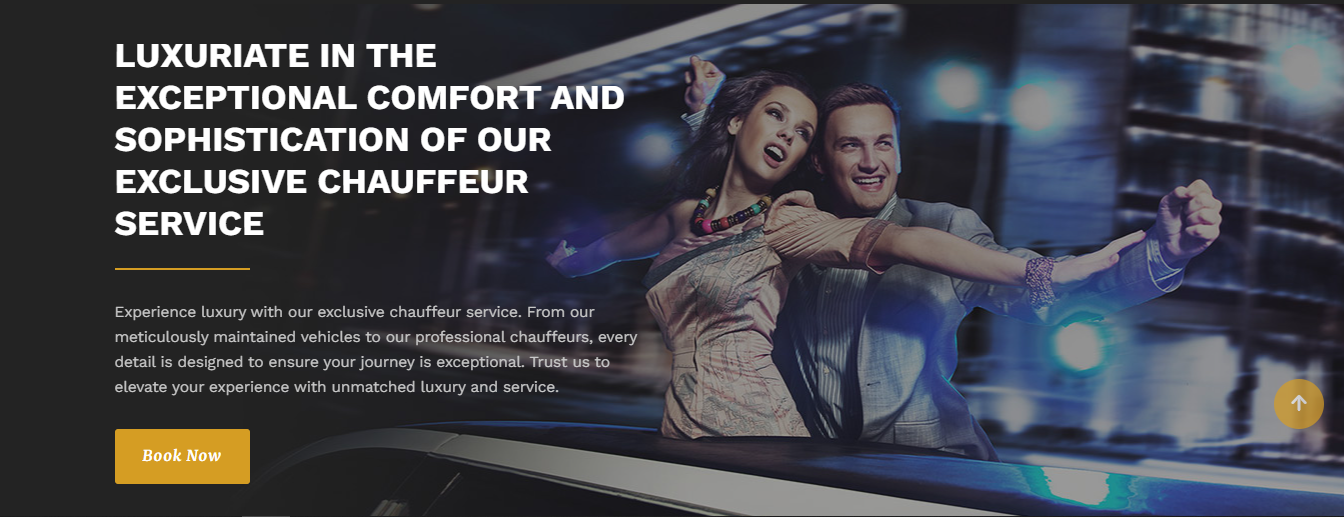 LUXURIATE IN THE
EXCEPTIONAL COMFORT AND
SOPHISTICATION OF OUR
EXCLUSIVE CHAUFFEUR
SERVICE
Experience luxury with our exclusive chauffeur service. From our
meticulously maintained vehicles to our professional chauffeurs, every
detail is designed to ensure your journey is exceptional. Trust us to
elevate your experience with unmatched luxury and service.
Book Now